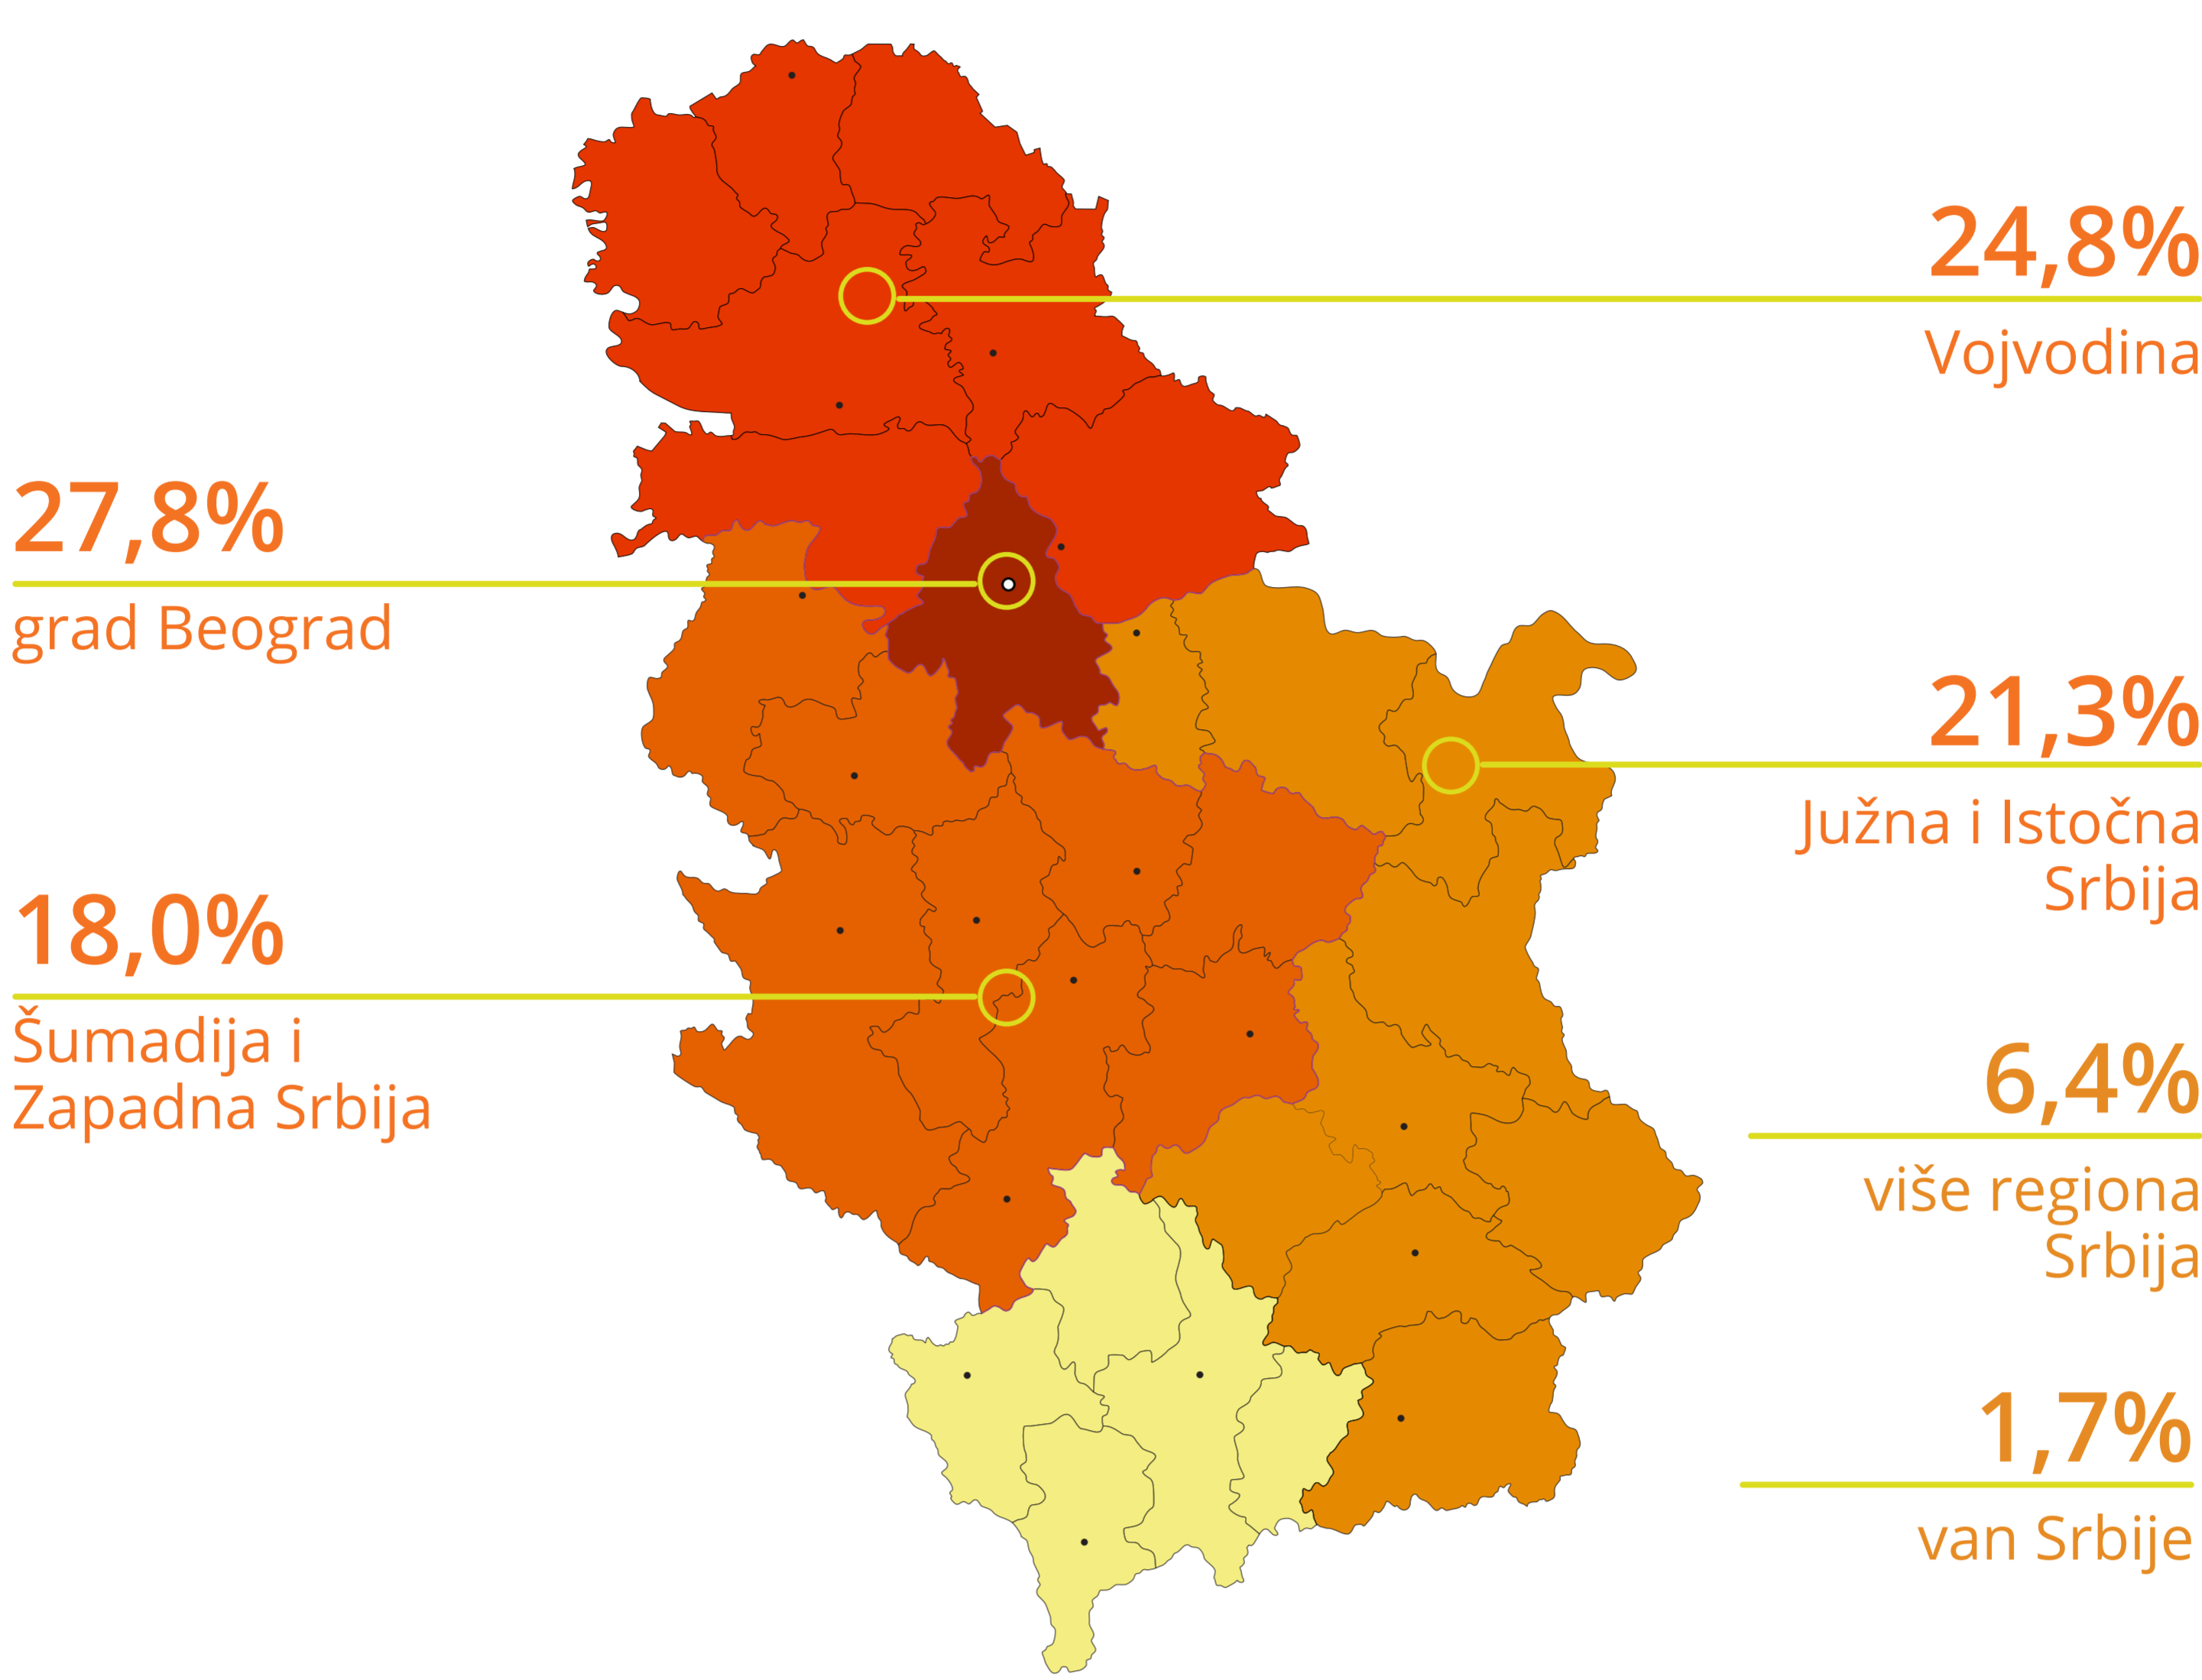 24,8%
Vojvodina
27,8%
grad Beograd
21,3%
Južna i Istočna
Srbija
18,0%
Šumadija i
Zapadna Srbija
6,4%
više regiona
Srbija
1,7%
van Srbije